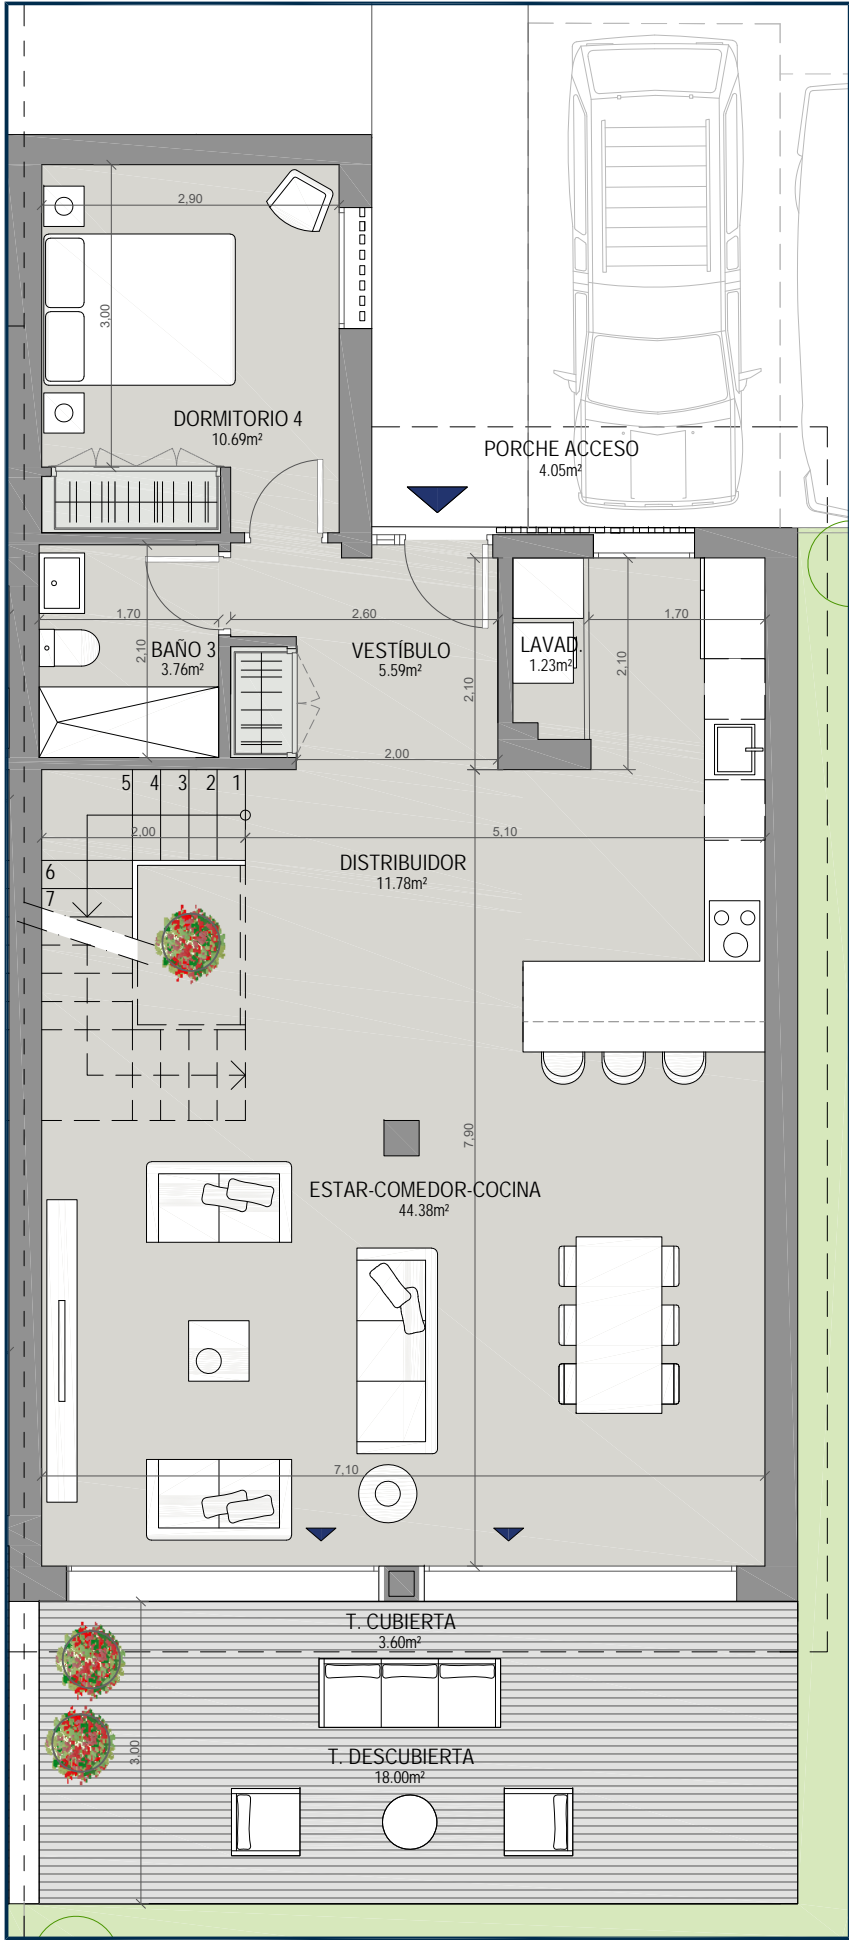 2,90
3,00
DORMITORIO 4
10.69m²
PORCHE ACCESO
4.05m²
1,70
2,60
1,70
BAÑO 3
3.76m²
2,10
VESTÍBULO
5.59m²
LAVAD.
1.23m²
2,10
2,10
2,00
5 4 3 2 1
2,00
5,10
DISTRIBUIDOR
11.78m²
6
7
7,90
ESTAR-COMEDOR-COCINA
44.38m²
7,10
T. CUBIERTA
3.60m²
3,00
T. DESCUBIERTA
18.00m²